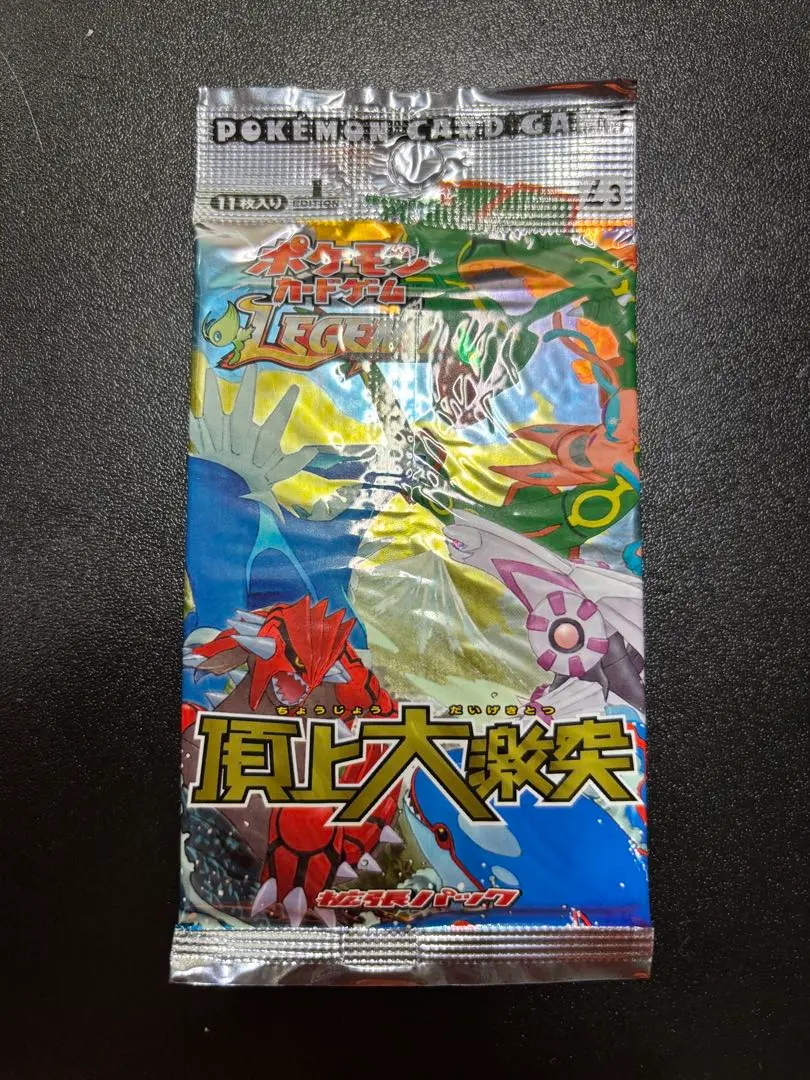 POKÉMON CARD GAME
11枚入り
1 EDITION
L3
ポケモン
カードゲーム
LEGEND
ちょうじょう だいげきとつ
頂上大激突
拡張パック